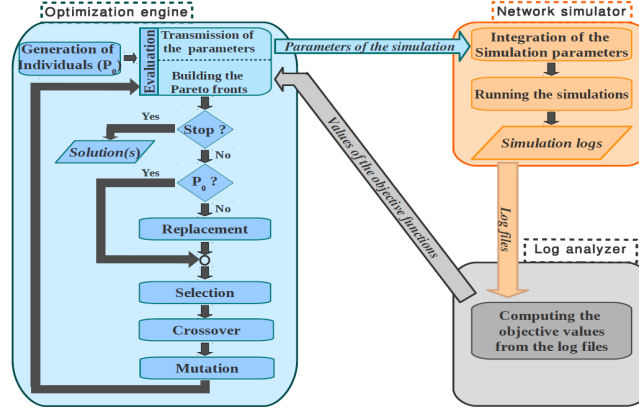 Optimization engine
Generation of
Individuals (P0)
Evaluation
Transmission of
the parameters
Building the
Pareto fronts
Yes
Stop ?
Solution(s)
No
Yes
P0 ?
No
Replacement
Selection
Crossover
Mutation
Parameters of the simulation
Values of the objective functions
Network simulator
Integration of the
Simulation parameters
Running the simulations
Simulation logs
Log files
Log analyzer
Computing the
objective values
from the log files